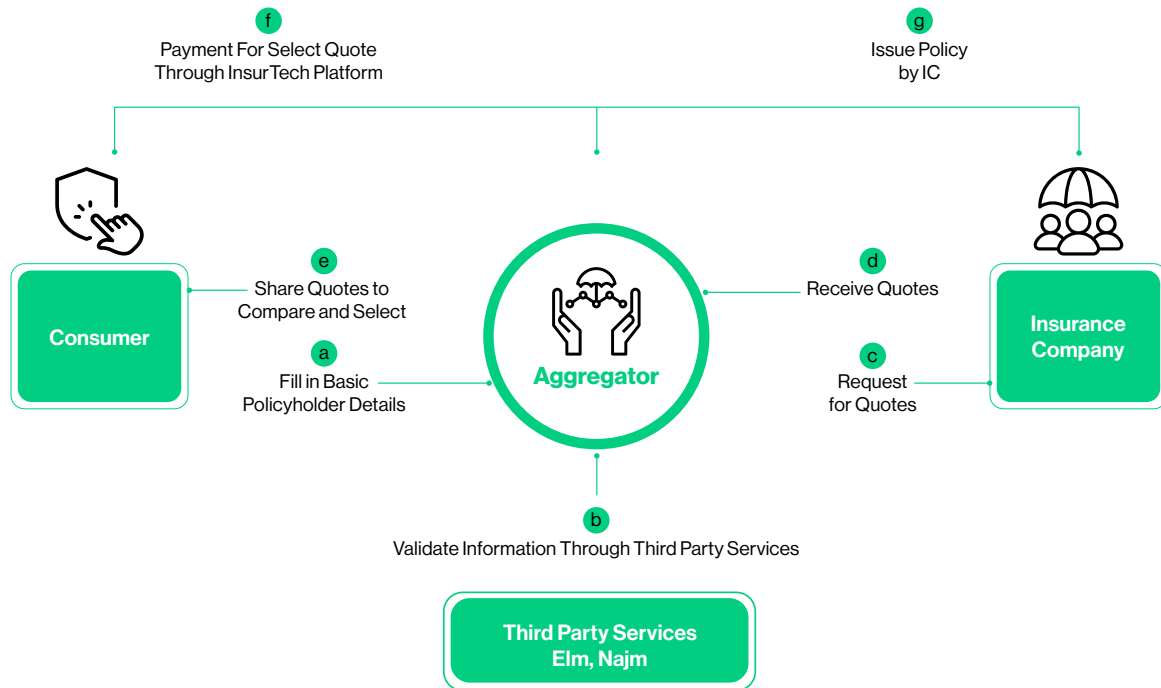 f
Payment For Select Quote
Through InsurTech Platform
g
Issue Policy
by IC
e
Share Quotes to
Compare and Select
d
Receive Quotes
Consumer
Aggregator
Insurance
Company
a
Fill in Basic
Policyholder Details
c
Request
for Quotes
b
Validate Information Through Third Party Services
Third Party Services
Elm, Najm